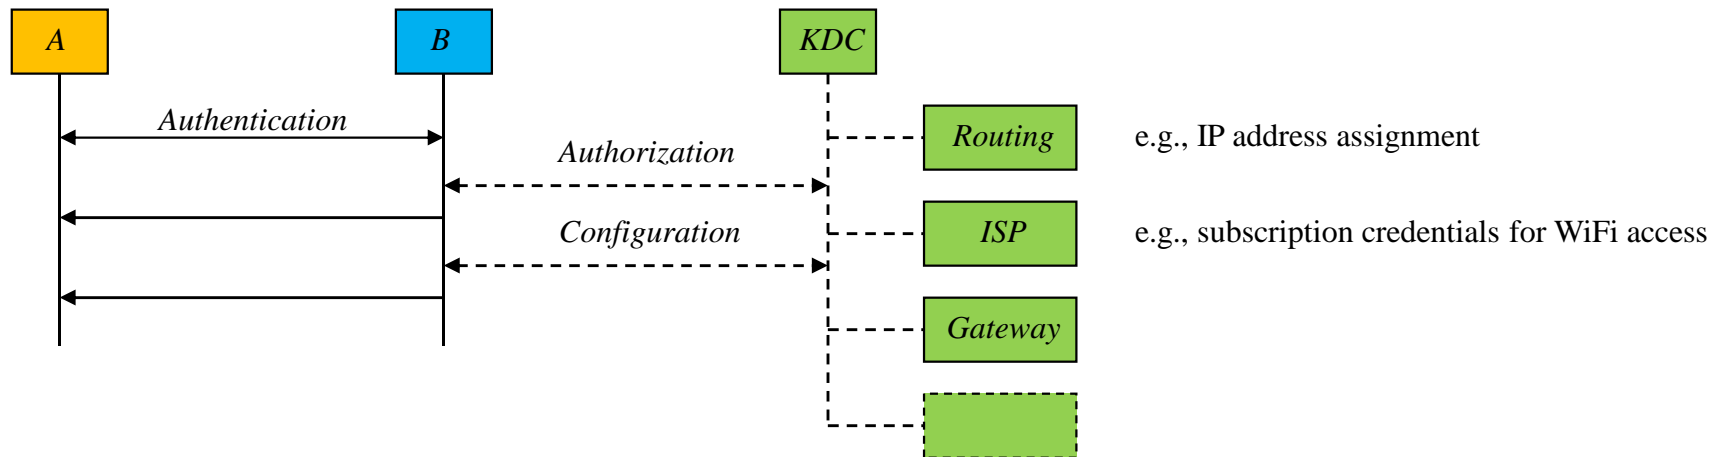 A
B
KDC
Authentication
Authorization
Routing
e.g., IP address assignment
Configuration
ISP
e.g., subscription credentials for WiFi access
Gateway